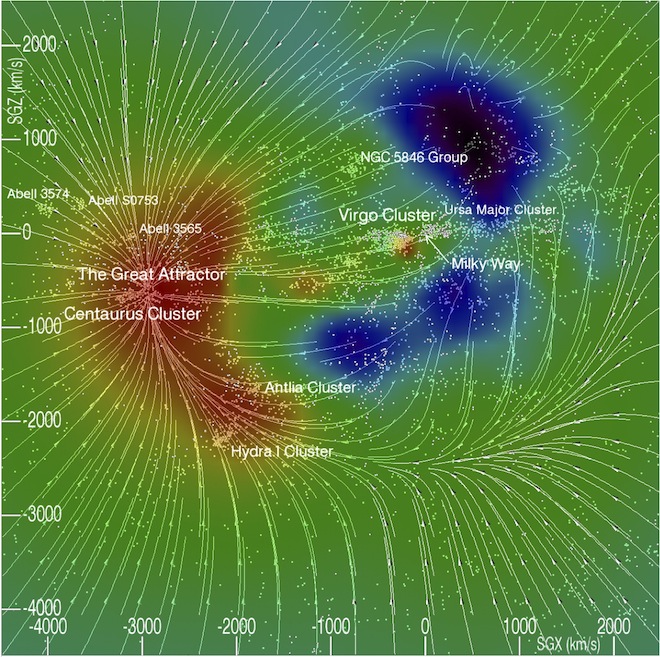 2000
SGZ (km/s)
1000
NGC 5846 Group
Abell 3574
Abell S0753
Virgo Cluster
Ursa Major Cluster
Abell 3565
0
Milky Way
The Great Attractor
Centaurus Cluster
-1000
Antlia Cluster
-2000
Hydra I Cluster
-3000
-4000
-4000 -3000 -2000 -1000 0 1000 2000
SGX (km/s)